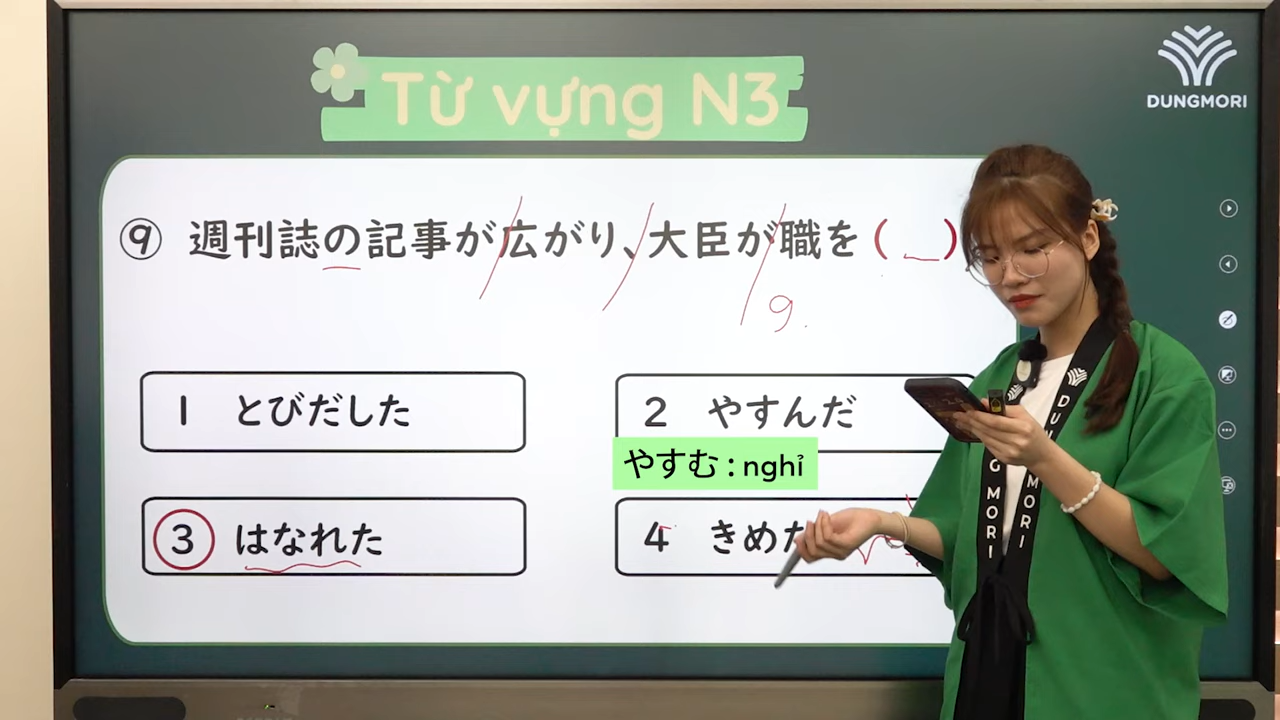 Từ vựng N3
DUNGMORI
⑨ 週刊誌の記事が広がり、大臣が職を( _ )
g.
1 とびだした
2 やすんだ
やすむ : nghỉ
3 はなれた
4 きめた
G MORI
MORI